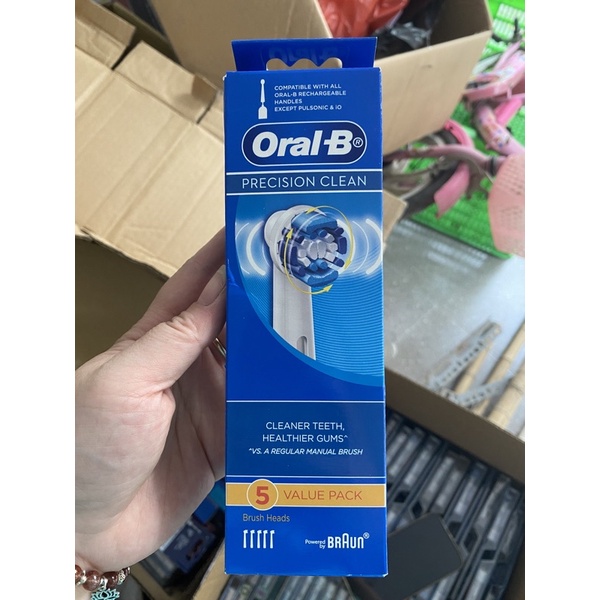 COMPATIBLE WITH ALL
ORAL-B RECHARGEABLE
HANDLES
EXCEPT PULSONIC & iO
Oral-B®
PRECISION CLEAN
CLEANER TEETH,
HEALTHIER GUMS^
^VS. A REGULAR MANUAL BRUSH
5 VALUE PACK
Brush Heads
Powered by BRAUN®